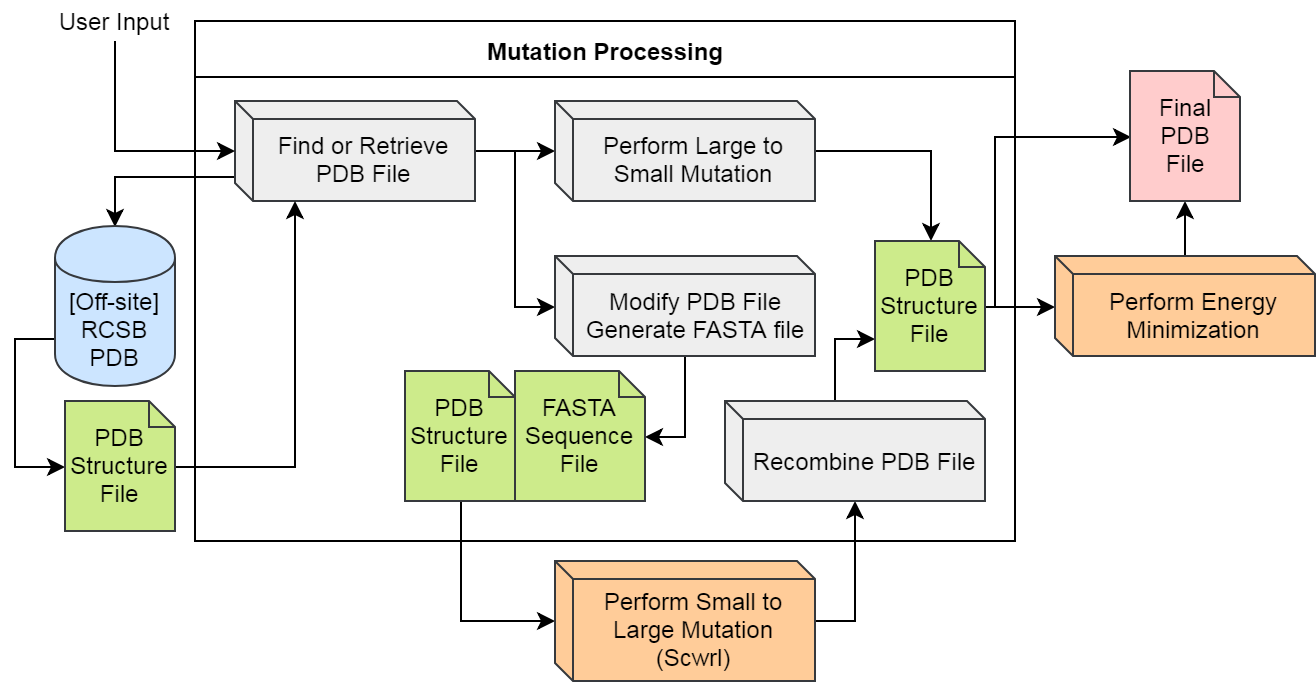 User Input
Mutation Processing
Find or Retrieve
PDB File
Perform Large to
Small Mutation
Final
PDB
File
[Off-site]
RCSB
PDB
Modify PDB File
Generate FASTA file
PDB
Structure
File
Perform Energy
Minimization
PDB
Structure
File
PDB
Structure
File
FASTA
Sequence
File
Recombine PDB File
Perform Small to
Large Mutation
(Scwrl)